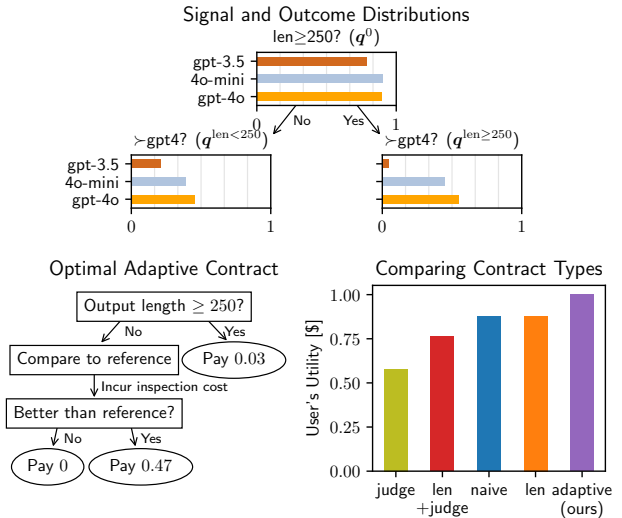 Signal and Outcome Distributions
len≥250? (q⁰)
gpt-3.5
4o-mini
gpt-4o
0 1
No Yes
≻gpt4? (q^len<250)
≻gpt4? (q^len≥250)
gpt-3.5
4o-mini
gpt-4o
0 1
0 1
Optimal Adaptive Contract
Output length ≥ 250?
No Yes
Compare to reference
Pay 0.03
Incur inspection cost
Better than reference?
No Yes
Pay 0
Pay 0.47
Comparing Contract Types
User's Utility [$]
1.00
0.75
0.50
0.25
0.00
judge len naive len adaptive
+judge (ours)